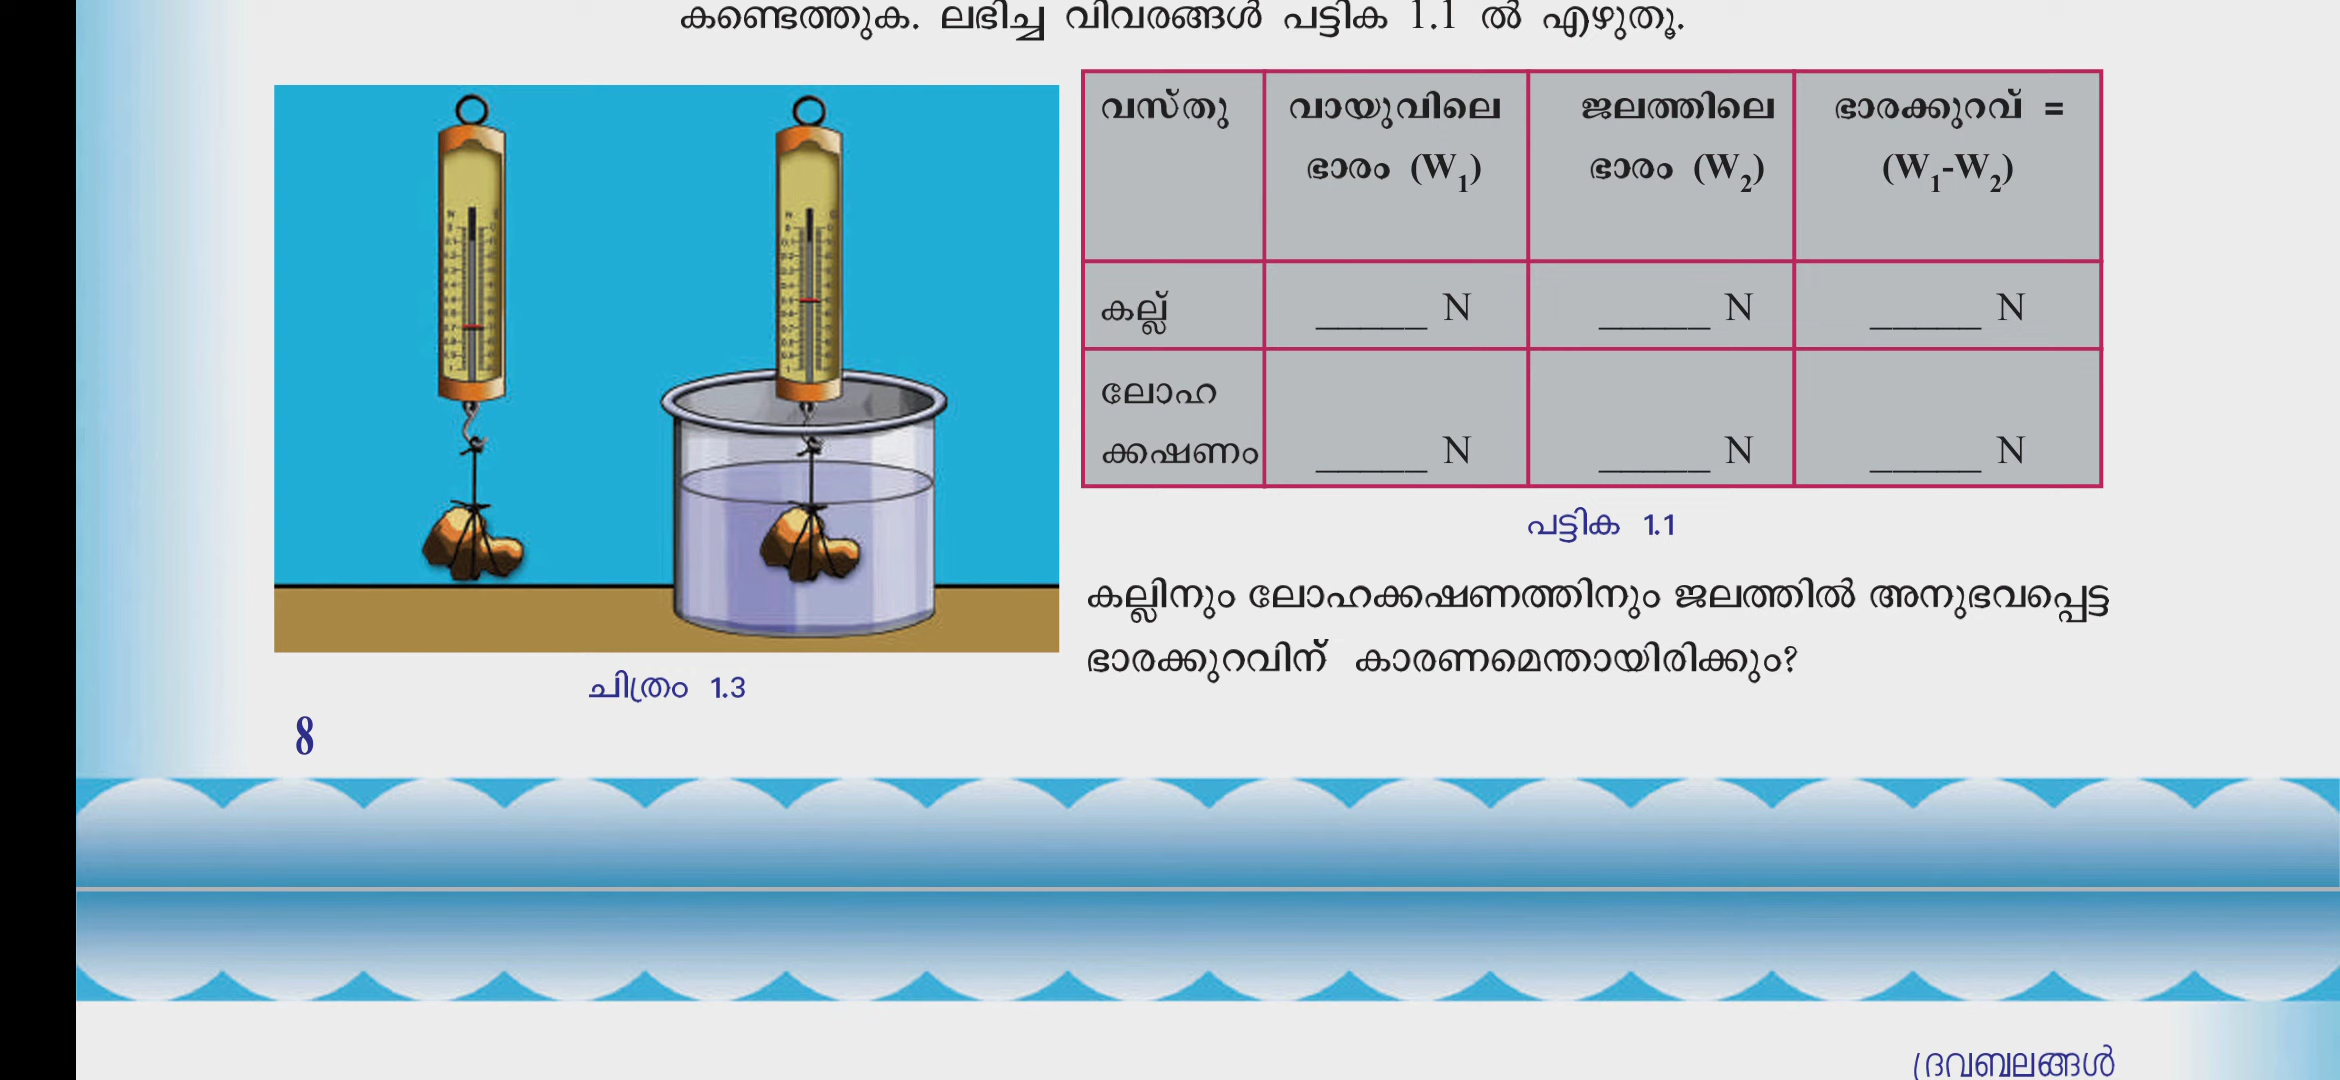 കണ്ടെത്തുക. ലഭിച്ച വിവരങ്ങൾ പട്ടിക 1.1 ൽ എഴുതൂ.
വസ്തു
വായുവിലെ
ഭാരം (W1)
ജലത്തിലെ
ഭാരം (W2)
ഭാരക്കുറവ് =
(W1-W2)
കല്ല്
_____ N
_____ N
_____ N
ലോഹ
ക്കഷണം
_____ N
_____ N
_____ N
പട്ടിക 1.1
കല്ലിനും ലോഹക്കഷണത്തിനും ജലത്തിൽ അനുഭവപ്പെട്ട
ഭാരക്കുറവിന് കാരണമെന്തായിരിക്കും?
ചിത്രം 1.3
8
ദ്രവബലങ്ങൾ